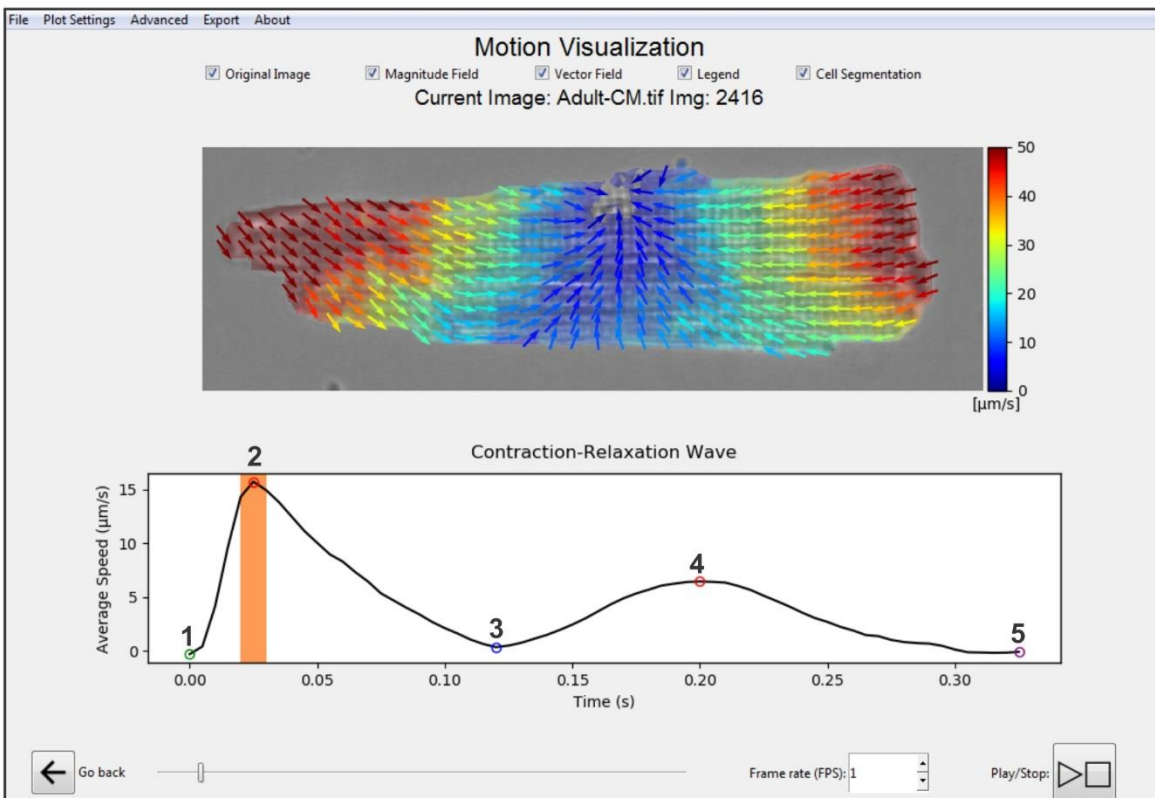 File Plot Settings Advanced Export About
Motion Visualization
Original Image Magnitude Field Vector Field Legend Cell Segmentation
Current Image: Adult-CM.tif Img: 2416
50
40
30
20
10
0
[µm/s]
Contraction-Relaxation Wave
Average Speed (µm/s)
15
10
5
0
1
2
3
4
5
0.00 0.05 0.10 0.15 0.20 0.25 0.30
Time (s)
Go back
Frame rate (FPS): 1
Play/Stop: